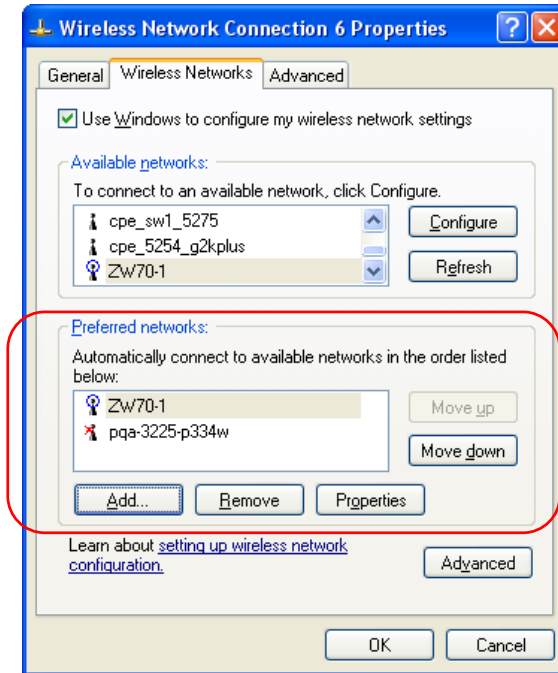 Wireless Network Connection 6 Properties
General Wireless Networks Advanced
Use Windows to configure my wireless network settings
Available networks:
To connect to an available network, click Configure.
cpe_sw1_5275
cpe_5254_g2kplus
ZW70-1
Configure
Refresh
Preferred networks:
Automatically connect to available networks in the order listed
below:
ZW70-1
pqa-3225-p334w
Move up
Move down
Add... Remove Properties
Learn about setting up wireless network
configuration.
Advanced
OK Cancel